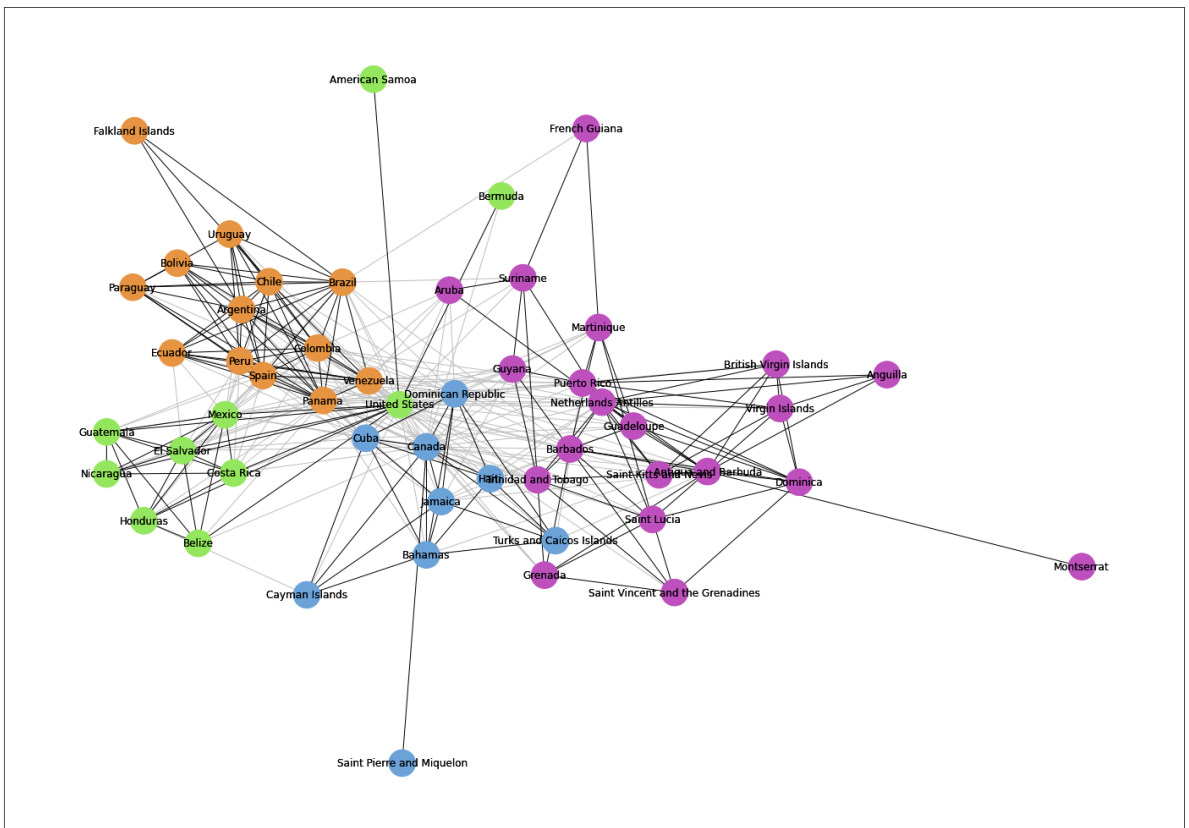 American Samoa
French Guiana
Falkland Islands
Bermuda
Uruguay
Bolivia
Suriname
Chile
Brazil
Paraguay
Aruba
Argentina
Martinique
Colombia
Ecuador
Peru
British Virgin Islands
Guyana
Spain
Anguilla
Venezuela
Puerto Rico
Dominican Republic
Panama
United States
Netherlands Antilles
Virgin Islands
Mexico
Guadeloupe
Guatemala
Cuba
Canada
El Salvador
Barbados
Nicaragua
Costa Rica
Saint Kitts and Nevis
Antigua and Barbuda
Haiti
Trinidad and Tobago
Dominica
Jamaica
Honduras
Saint Lucia
Belize
Turks and Caicos Islands
Bahamas
Montserrat
Grenada
Cayman Islands
Saint Vincent and the Grenadines
Saint Pierre and Miquelon